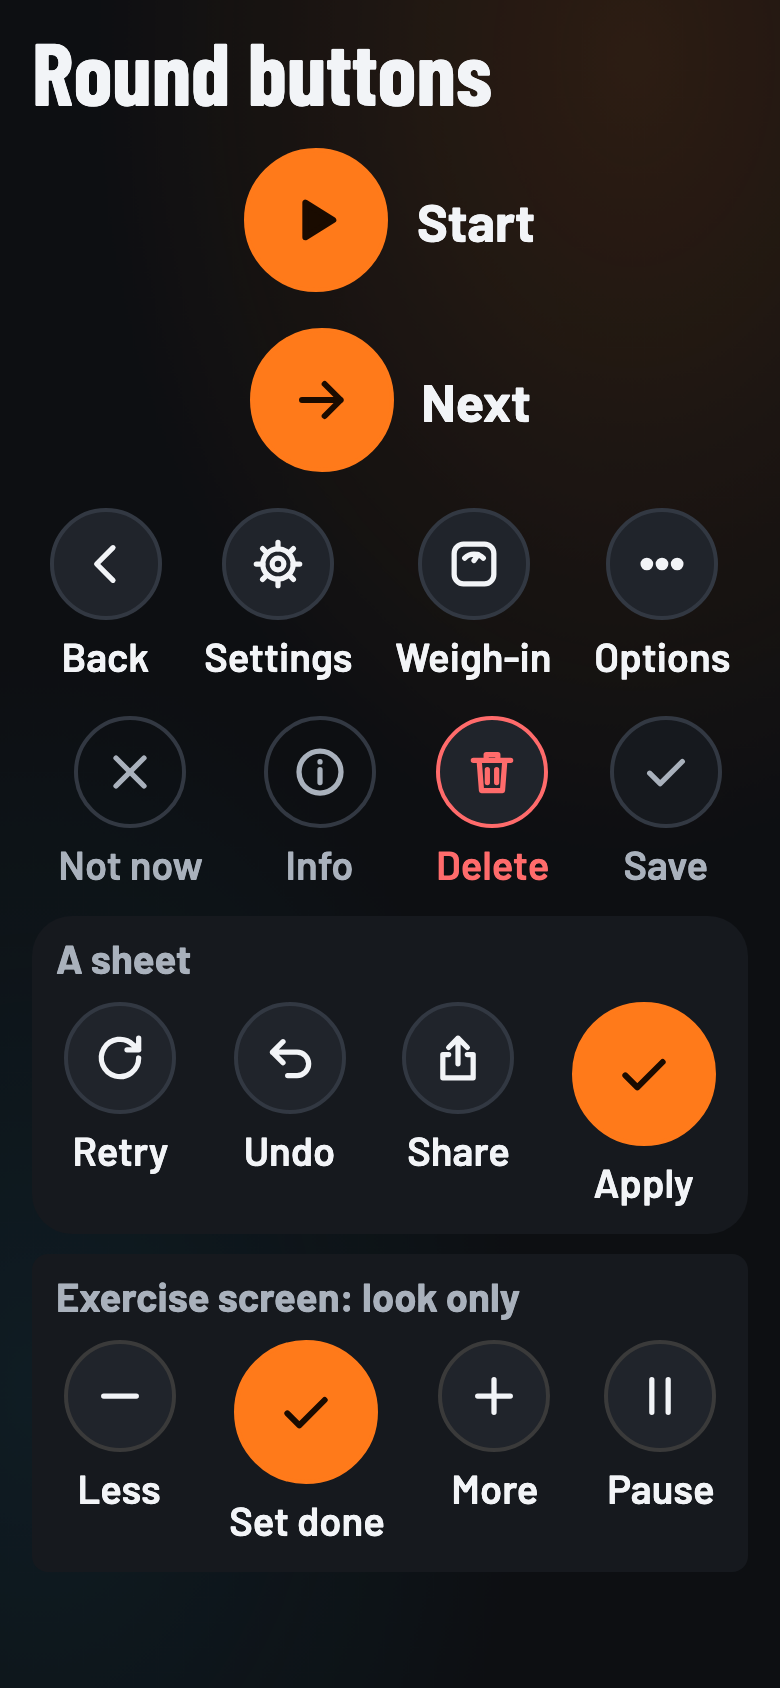 Round buttons
Start
Next
Back Settings Weigh-in Options
Not now Info Delete Save
A sheet
Retry Undo Share Apply
Exercise screen: look only
Less Set done More Pause